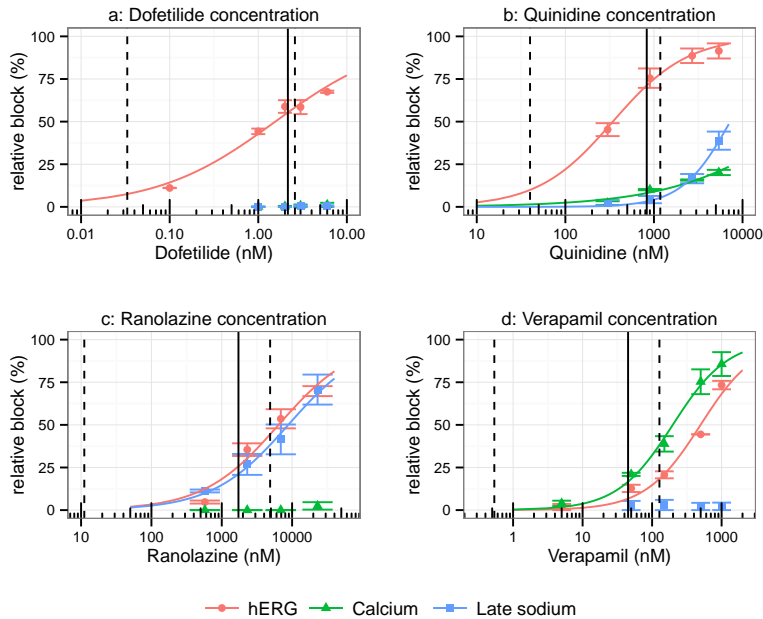 a: Dofetilide concentration
b: Quinidine concentration
relative block (%)
100
75
50
25
0
0.01
0.10
1.00
10.00
Dofetilide (nM)
relative block (%)
100
75
50
25
0
10
100
1000
10000
Quinidine (nM)
c: Ranolazine concentration
d: Verapamil concentration
relative block (%)
100
75
50
25
0
10
100
1000
10000
Ranolazine (nM)
relative block (%)
100
75
50
25
0
1
10
100
1000
Verapamil (nM)
hERG Calcium Late sodium